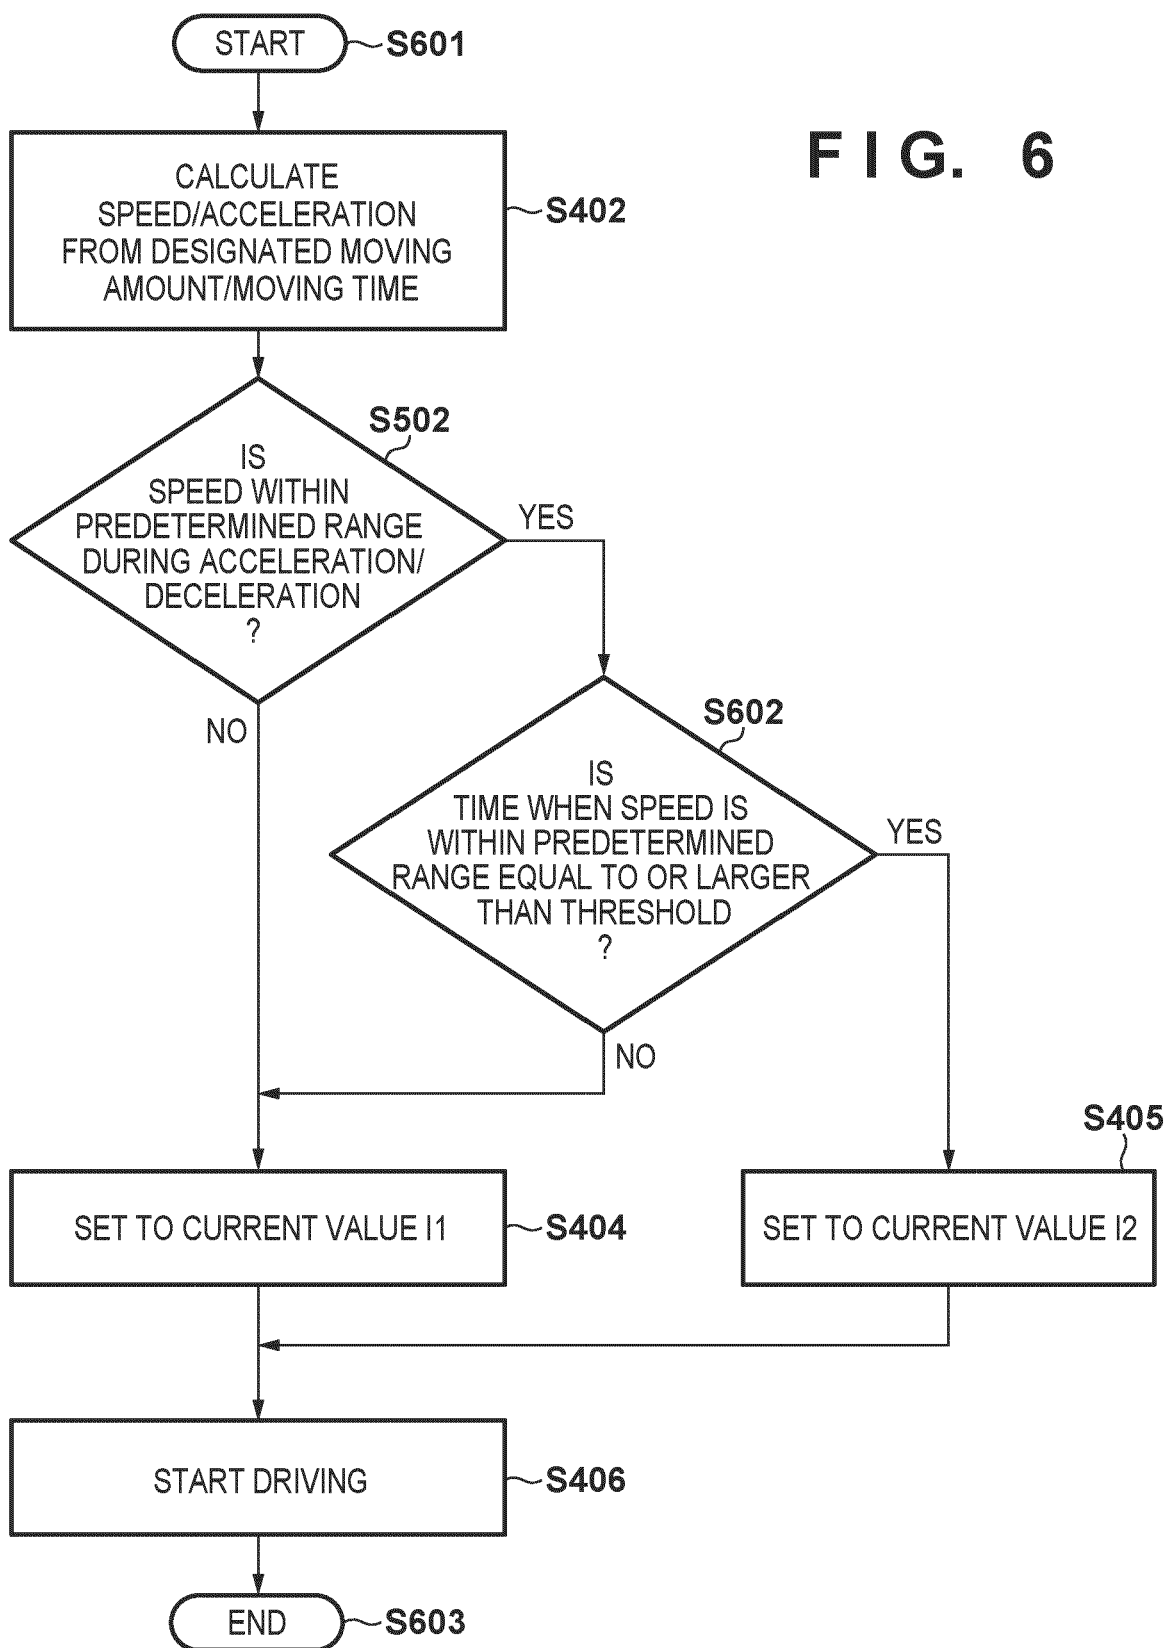 START
S601
FIG. 6
CALCULATE
SPEED/ACCELERATION
FROM DESIGNATED MOVING
AMOUNT/MOVING TIME
S402
S502
IS
SPEED WITHIN
PREDETERMINED RANGE
DURING ACCELERATION/
DECELERATION
?
YES
NO
S602
IS
TIME WHEN SPEED IS
WITHIN PREDETERMINED
RANGE EQUAL TO OR LARGER
THAN THRESHOLD
?
YES
NO
S405
SET TO CURRENT VALUE I1
S404
SET TO CURRENT VALUE I2
START DRIVING
S406
END
S603